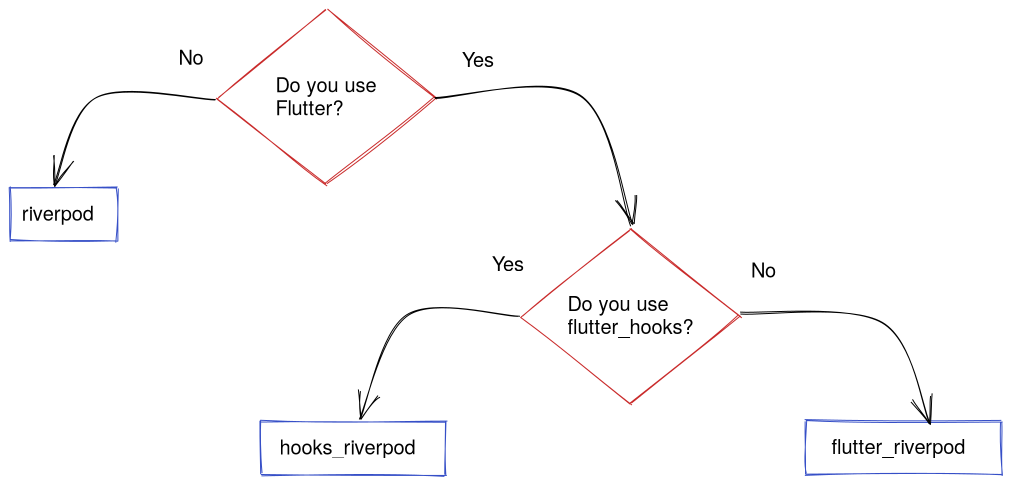 No
Yes
Do you use
Flutter?
riverpod
Yes
No
Do you use
flutter_hooks?
hooks_riverpod
flutter_riverpod